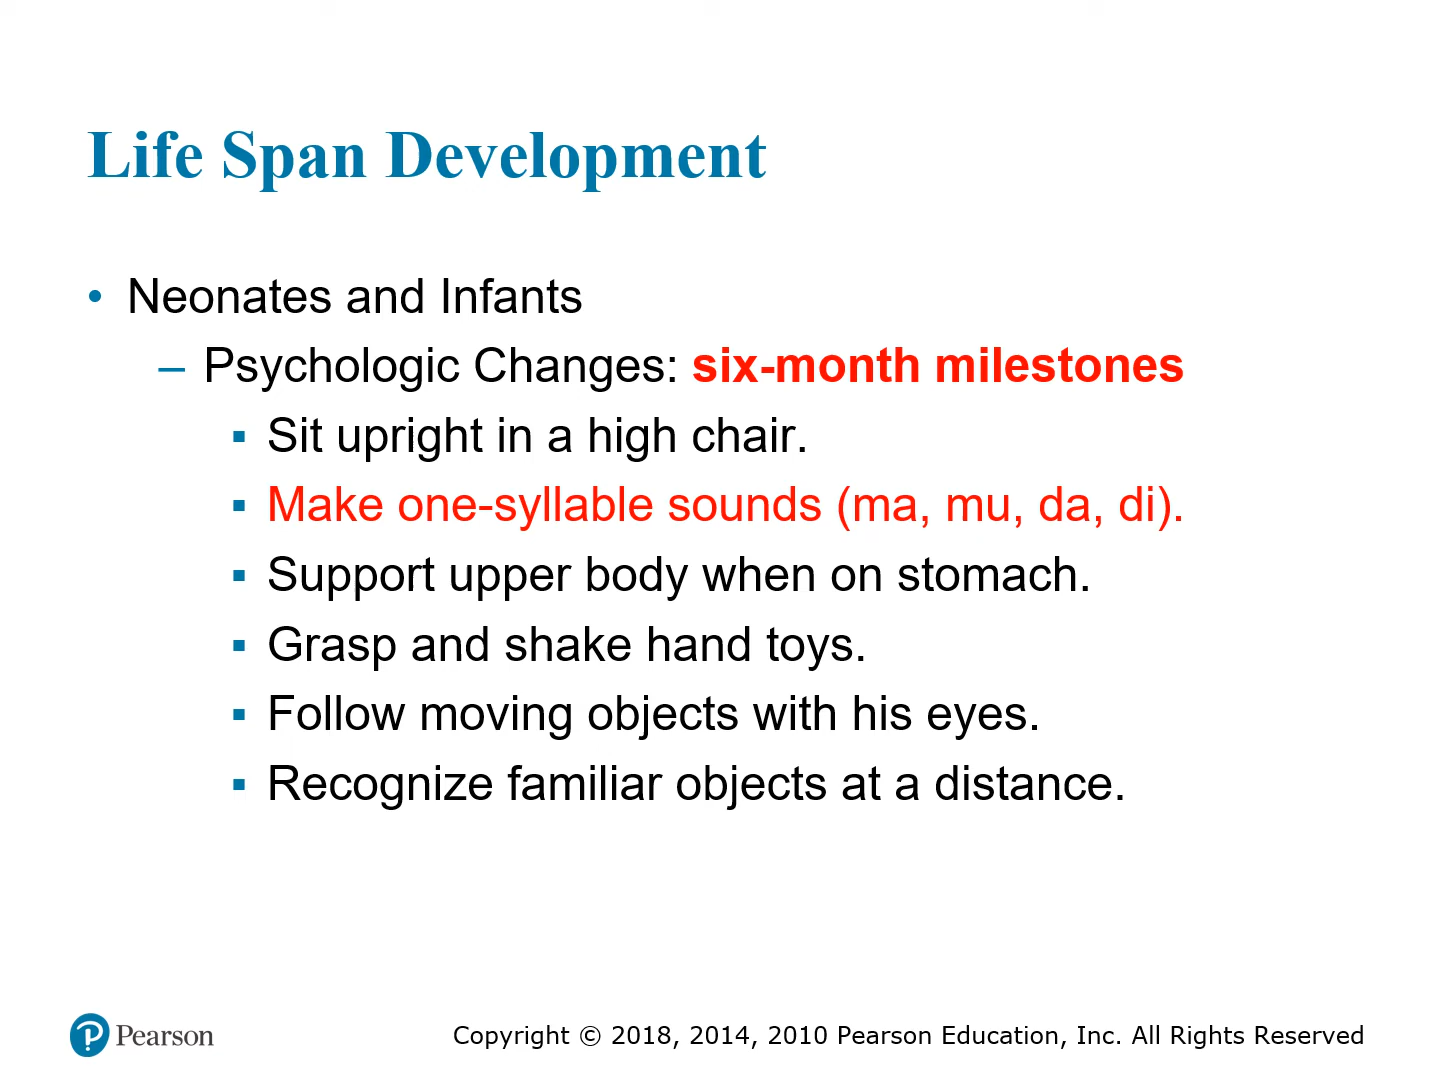 Life Span Development
• Neonates and Infants
– Psychologic Changes: six-month milestones
▪ Sit upright in a high chair.
▪ Make one-syllable sounds (ma, mu, da, di).
▪ Support upper body when on stomach.
▪ Grasp and shake hand toys.
▪ Follow moving objects with his eyes.
▪ Recognize familiar objects at a distance.
Pearson
Copyright © 2018, 2014, 2010 Pearson Education, Inc. All Rights Reserved